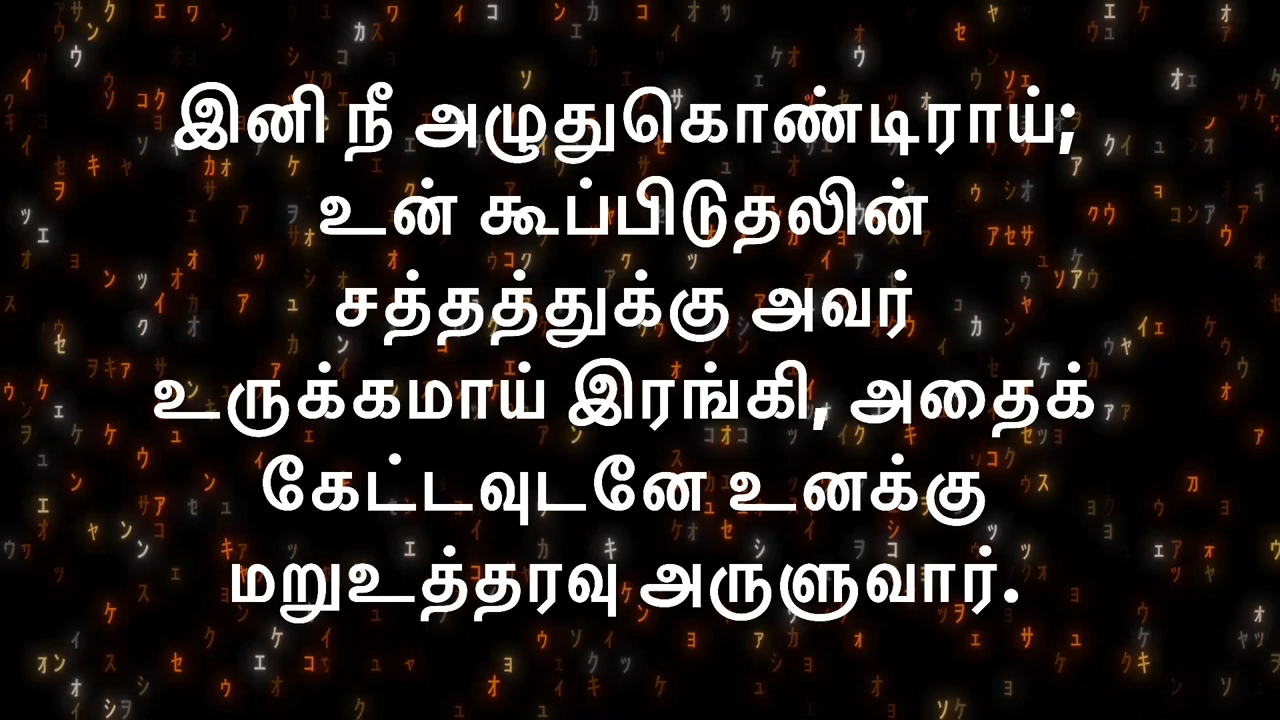 இனி நீ அழுதுகொண்டிராய்;
உன் கூப்பிடுதலின்
சத்தத்துக்கு அவர்
உருக்கமாய் இரங்கி, அதைக்
கேட்டவுடனே உனக்கு
மறுஉத்தரவு அருளுவார்.